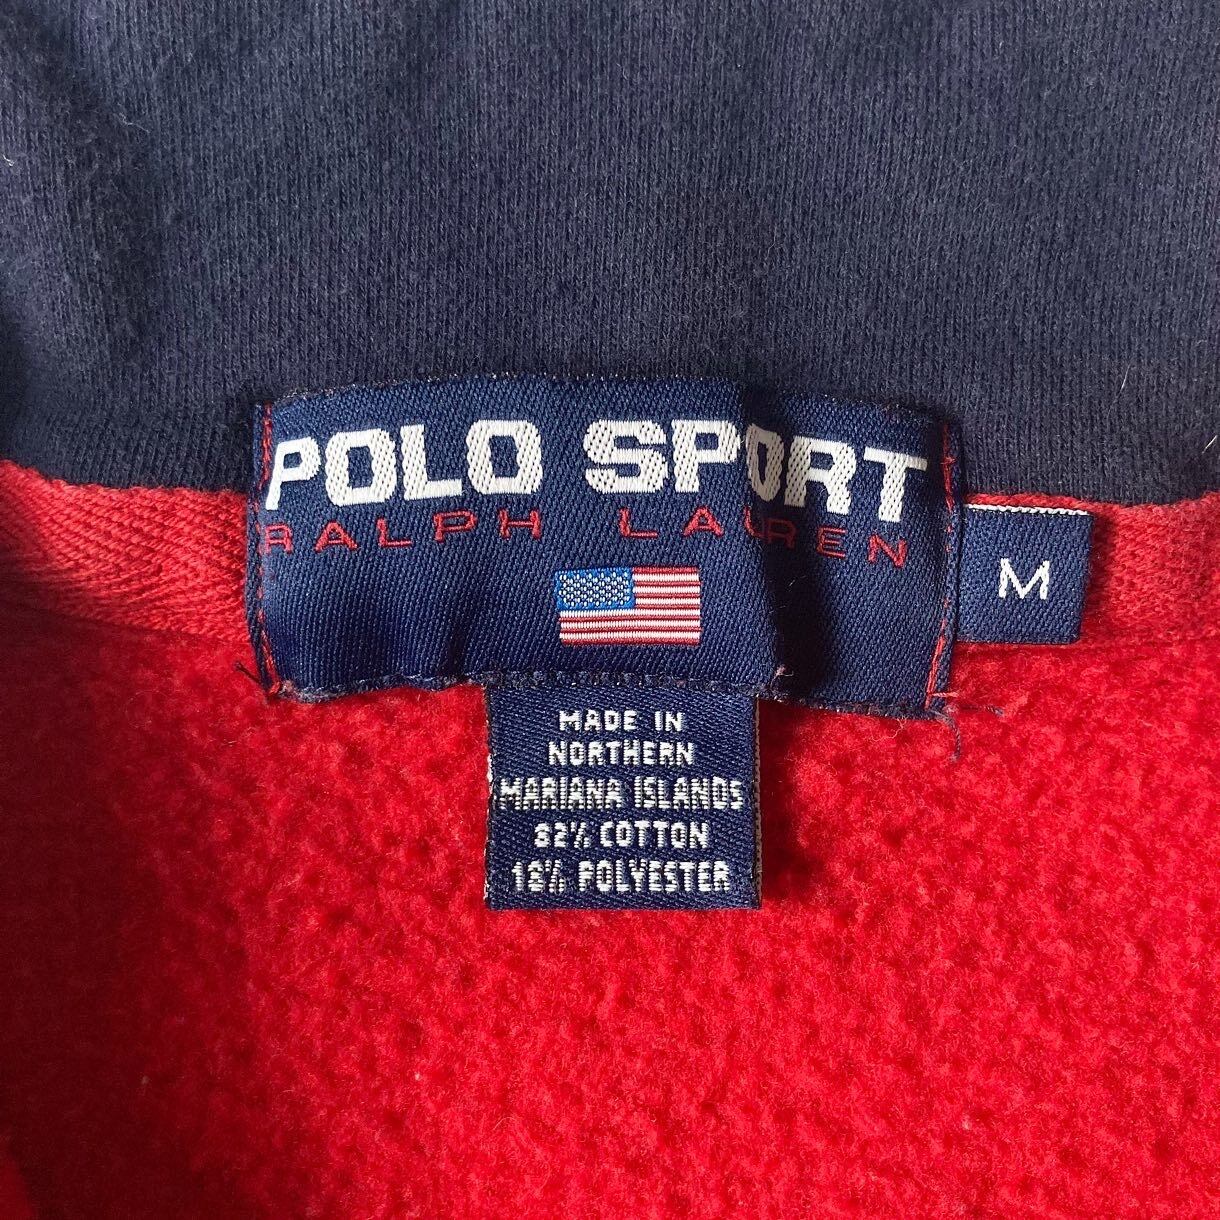 POLO SPORT
RALPH LAUREN
M
MADE IN
NORTHERN
MARIANA ISLANDS
82% COTTON
18% POLYESTER